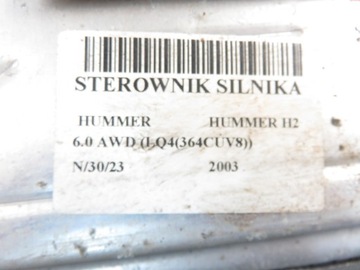 STEROWNIK SILNIKA
HUMMER HUMMER H2
6.0 AWD (LQ4(364CUV8))
N/30/23 2003